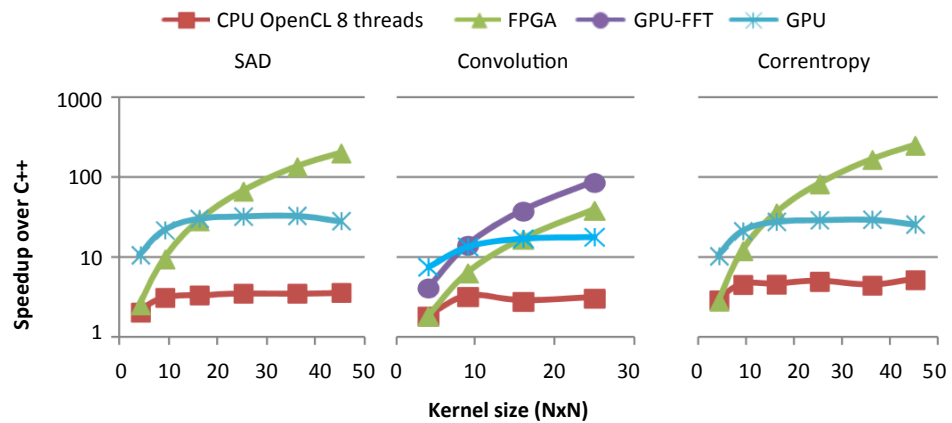 CPU OpenCL 8 threads FPGA GPU-FFT GPU
SAD Convolution Correntropy
Speedup over C++
1000
100
10
1
0 10 20 30 40 50
0 10 20 30
0 10 20 30 40 50
Kernel size (NxN)